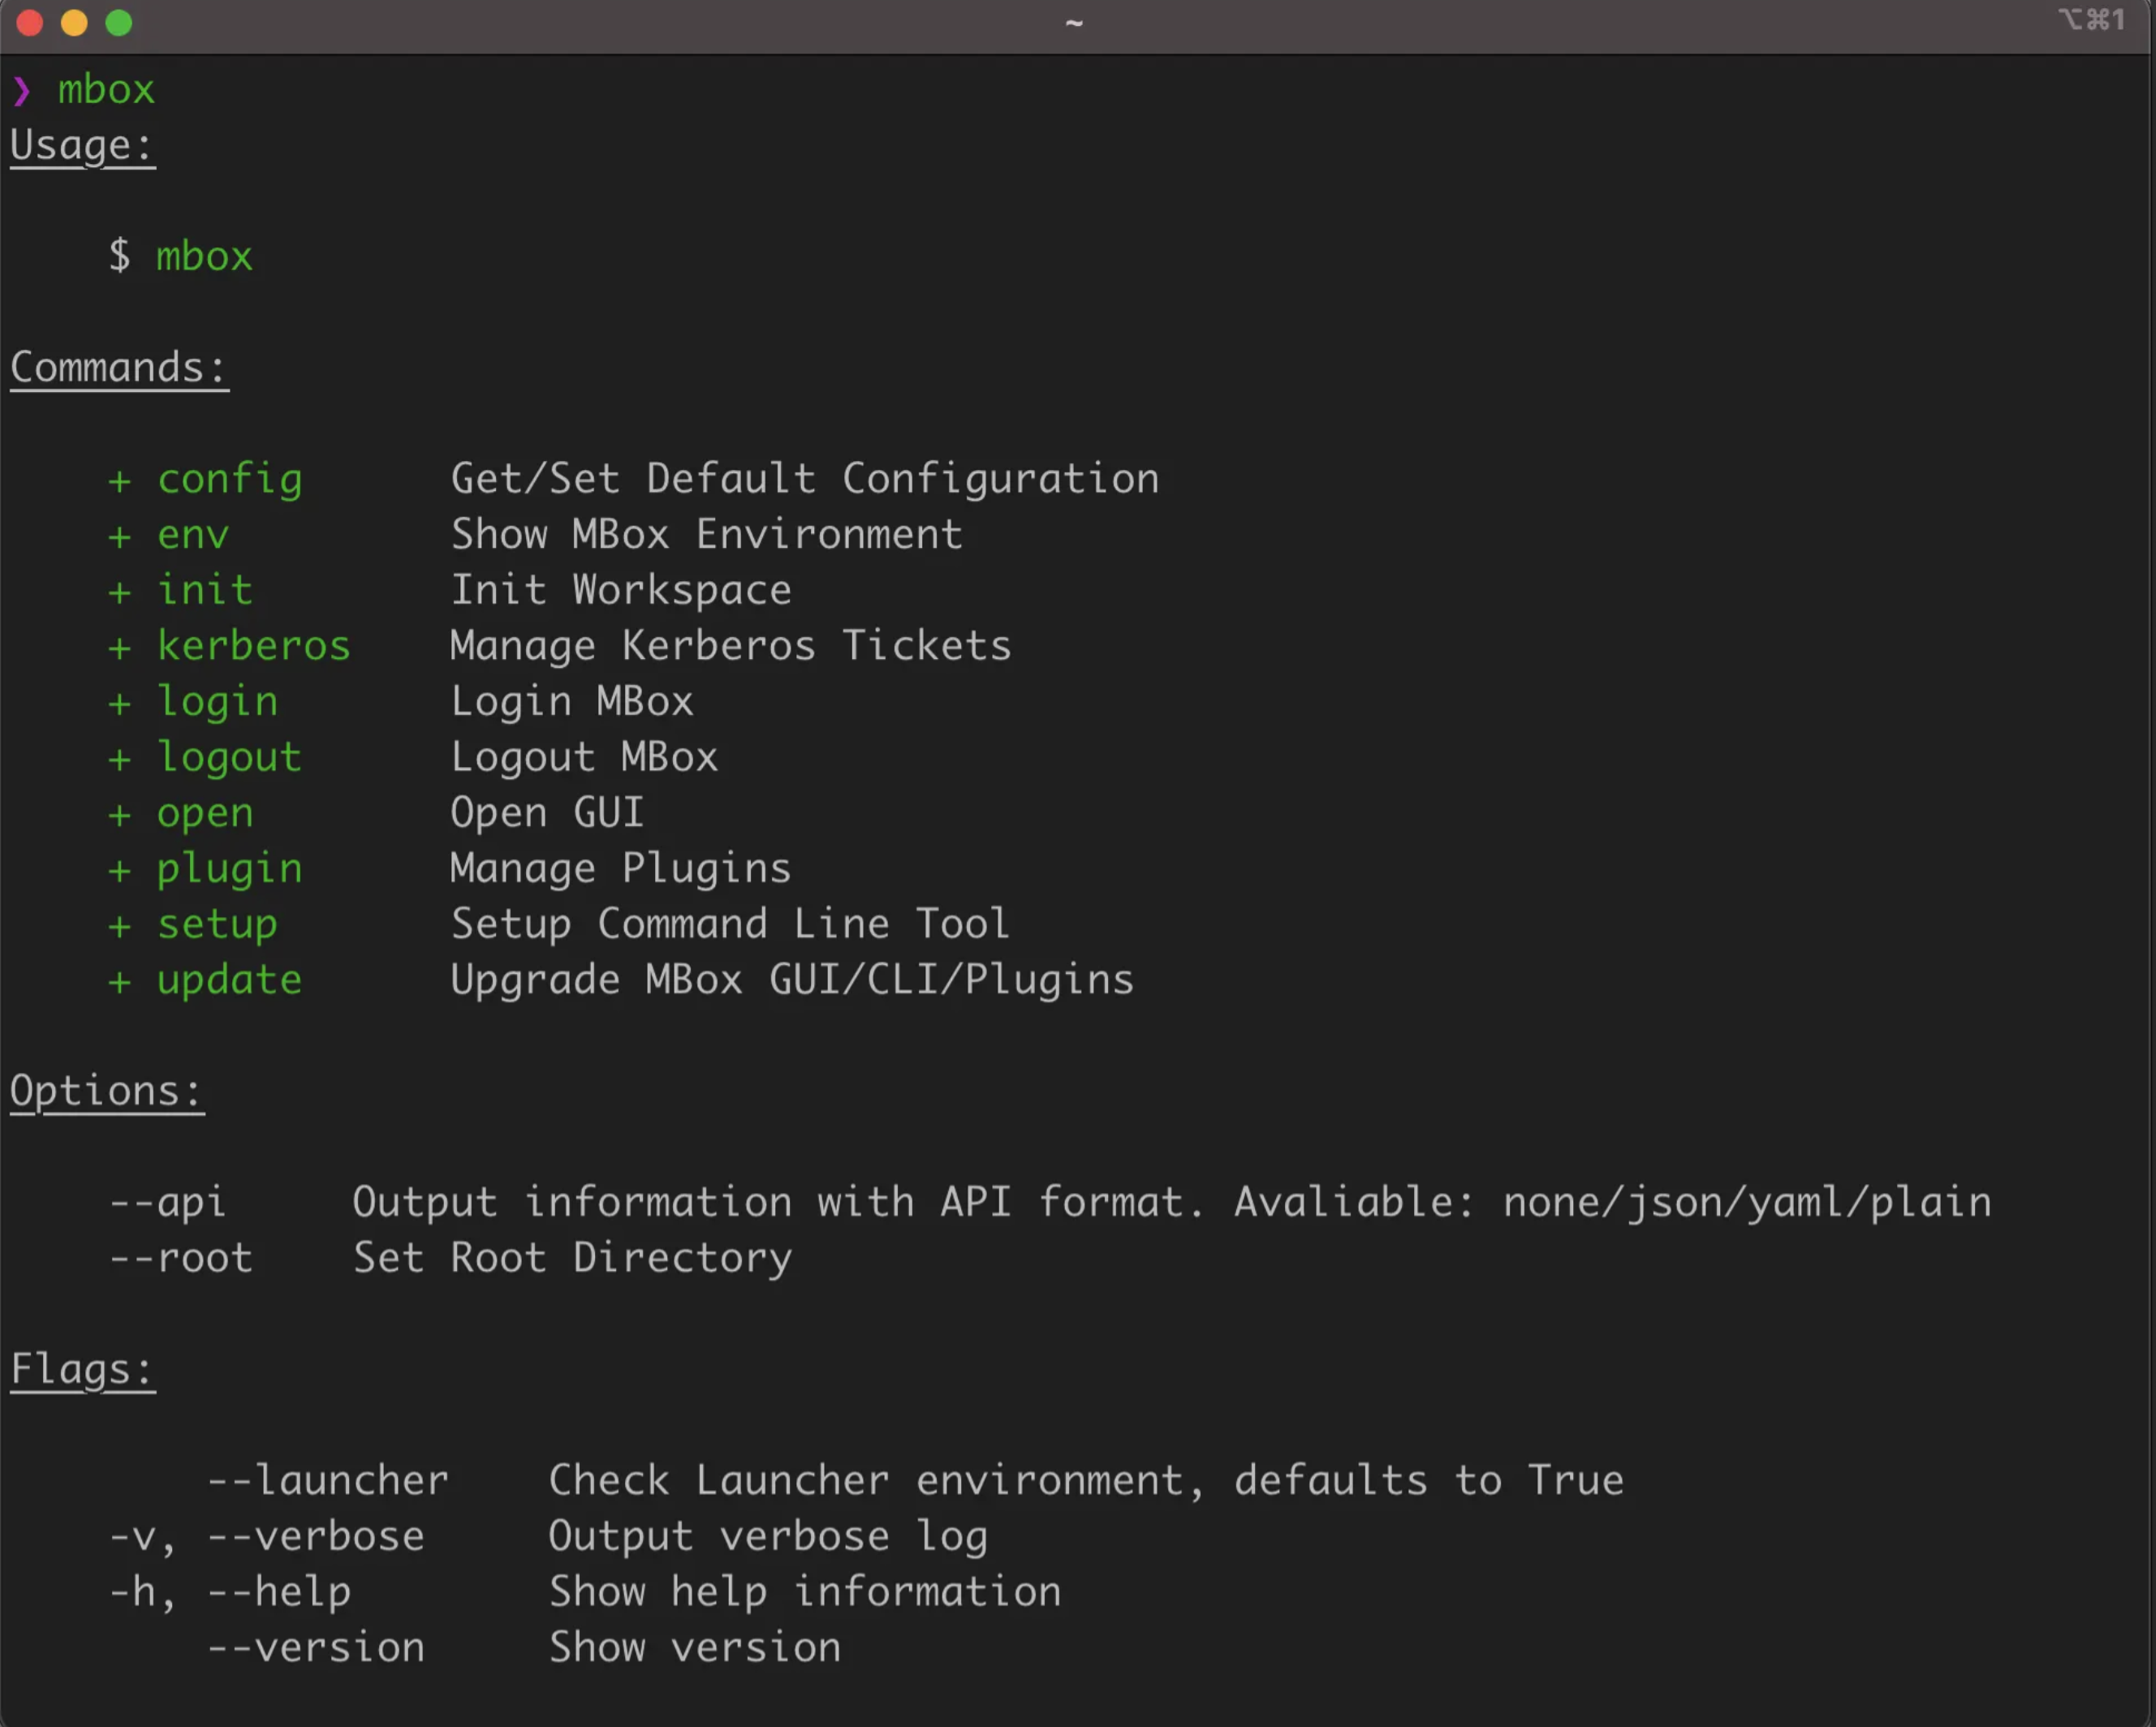 ~ ⌥⌘1
❯ mbox
Usage:
$ mbox
Commands:
+ config Get/Set Default Configuration
+ env Show MBox Environment
+ init Init Workspace
+ kerberos Manage Kerberos Tickets
+ login Login MBox
+ logout Logout MBox
+ open Open GUI
+ plugin Manage Plugins
+ setup Setup Command Line Tool
+ update Upgrade MBox GUI/CLI/Plugins
Options:
--api Output information with API format. Avaliable: none/json/yaml/plain
--root Set Root Directory
Flags:
--launcher Check Launcher environment, defaults to True
-v, --verbose Output verbose log
-h, --help Show help information
--version Show version